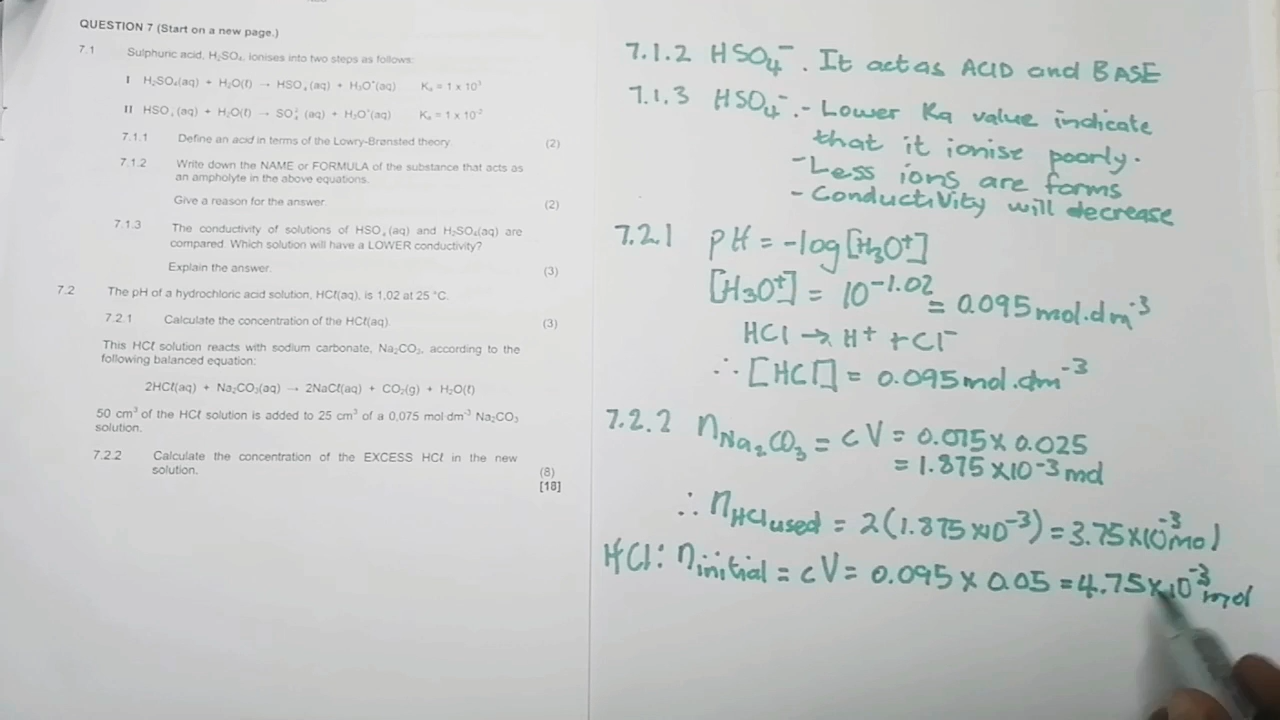 QUESTION 7 (Start on a new page.)
7.1 Sulphuric acid, H₂SO₄, ionises into two steps as follows:
I H₂SO₄(aq) + H₂O(ℓ) → HSO₄⁻(aq) + H₃O⁺(aq) Kₐ = 1 x 10³
II HSO₄⁻(aq) + H₂O(ℓ) → SO₄²⁻(aq) + H₃O⁺(aq) Kₐ = 1 x 10⁻²
7.1.1 Define an acid in terms of the Lowry-Brønsted theory. (2)
7.1.2 Write down the NAME or FORMULA of the substance that acts as
an ampholyte in the above equations.
Give a reason for the answer. (2)
7.1.3 The conductivity of solutions of HSO₄⁻(aq) and H₂SO₄(aq) are
compared. Which solution will have a LOWER conductivity?
Explain the answer. (3)
7.2 The pH of a hydrochloric acid solution, HCℓ(aq), is 1,02 at 25 °C.
7.2.1 Calculate the concentration of the HCℓ(aq). (3)
This HCℓ solution reacts with sodium carbonate, Na₂CO₃, according to the
following balanced equation:
2HCℓ(aq) + Na₂CO₃(aq) → 2NaCℓ(aq) + CO₂(g) + H₂O(ℓ)
50 cm³ of the HCℓ solution is added to 25 cm³ of a 0,075 mol·dm⁻³ Na₂CO₃
solution.
7.2.2 Calculate the concentration of the EXCESS HCℓ in the new
solution. (8)
[18]
7.1.2 HSO₄⁻. It act as ACID and BASE
7.1.3 HSO₄⁻. - Lower Ka value indicate
that it ionise poorly.
- Less ions are forms
- Conductivity will decrease
7.2.1 pH = -log[H₃O⁺]
[H₃O⁺] = 10⁻¹·⁰² = 0.095 mol.dm⁻³
HCl → H⁺ + Cl⁻
∴ [HCl] = 0.095 mol.dm⁻³
7.2.2 nNa₂CO₃ = cV = 0.075 × 0.025
= 1.875 × 10⁻³ mol
∴ nHCl used = 2(1.875 × 10⁻³) = 3.75 × 10⁻³ mol
HCl: ninitial = cV = 0.095 × 0.05 = 4.75 × 10⁻³ mol